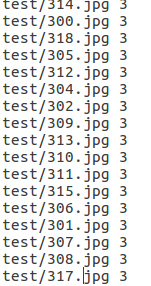 test/314.jpg 3
test/300.jpg 3
test/318.jpg 3
test/305.jpg 3
test/312.jpg 3
test/304.jpg 3
test/302.jpg 3
test/309.jpg 3
test/313.jpg 3
test/310.jpg 3
test/311.jpg 3
test/315.jpg 3
test/306.jpg 3
test/301.jpg 3
test/307.jpg 3
test/308.jpg 3
test/317.jpg 3